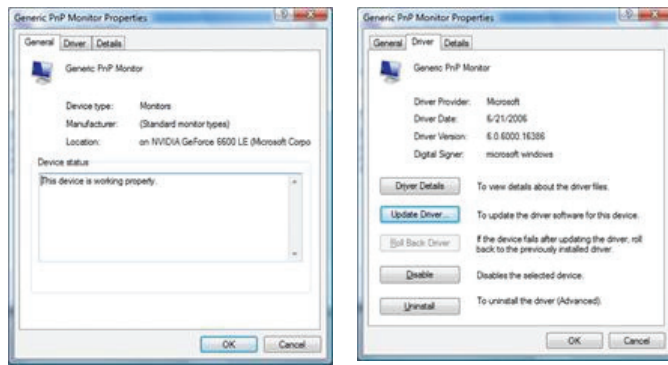 Generic PnP Monitor Properties
General Driver Details
Generic PnP Monitor
Device type: Monitors
Manufacturer: (Standard monitor types)
Location: on NVIDIA GeForce 6600 LE (Microsoft Corpo
Device status
This device is working properly.
OK Cancel
Generic PnP Monitor Properties
General Driver Details
Generic PnP Monitor
Driver Provider: Microsoft
Driver Date: 6/21/2006
Driver Version: 6.0.6000.16386
Digital Signer: microsoft windows
Driver Details To view details about the driver files.
Update Driver... To update the driver software for this device.
Roll Back Driver If the device fails after updating the driver, roll
back to the previously installed driver.
Disable Disables the selected device.
Uninstall To uninstall the driver (Advanced).
OK Cancel